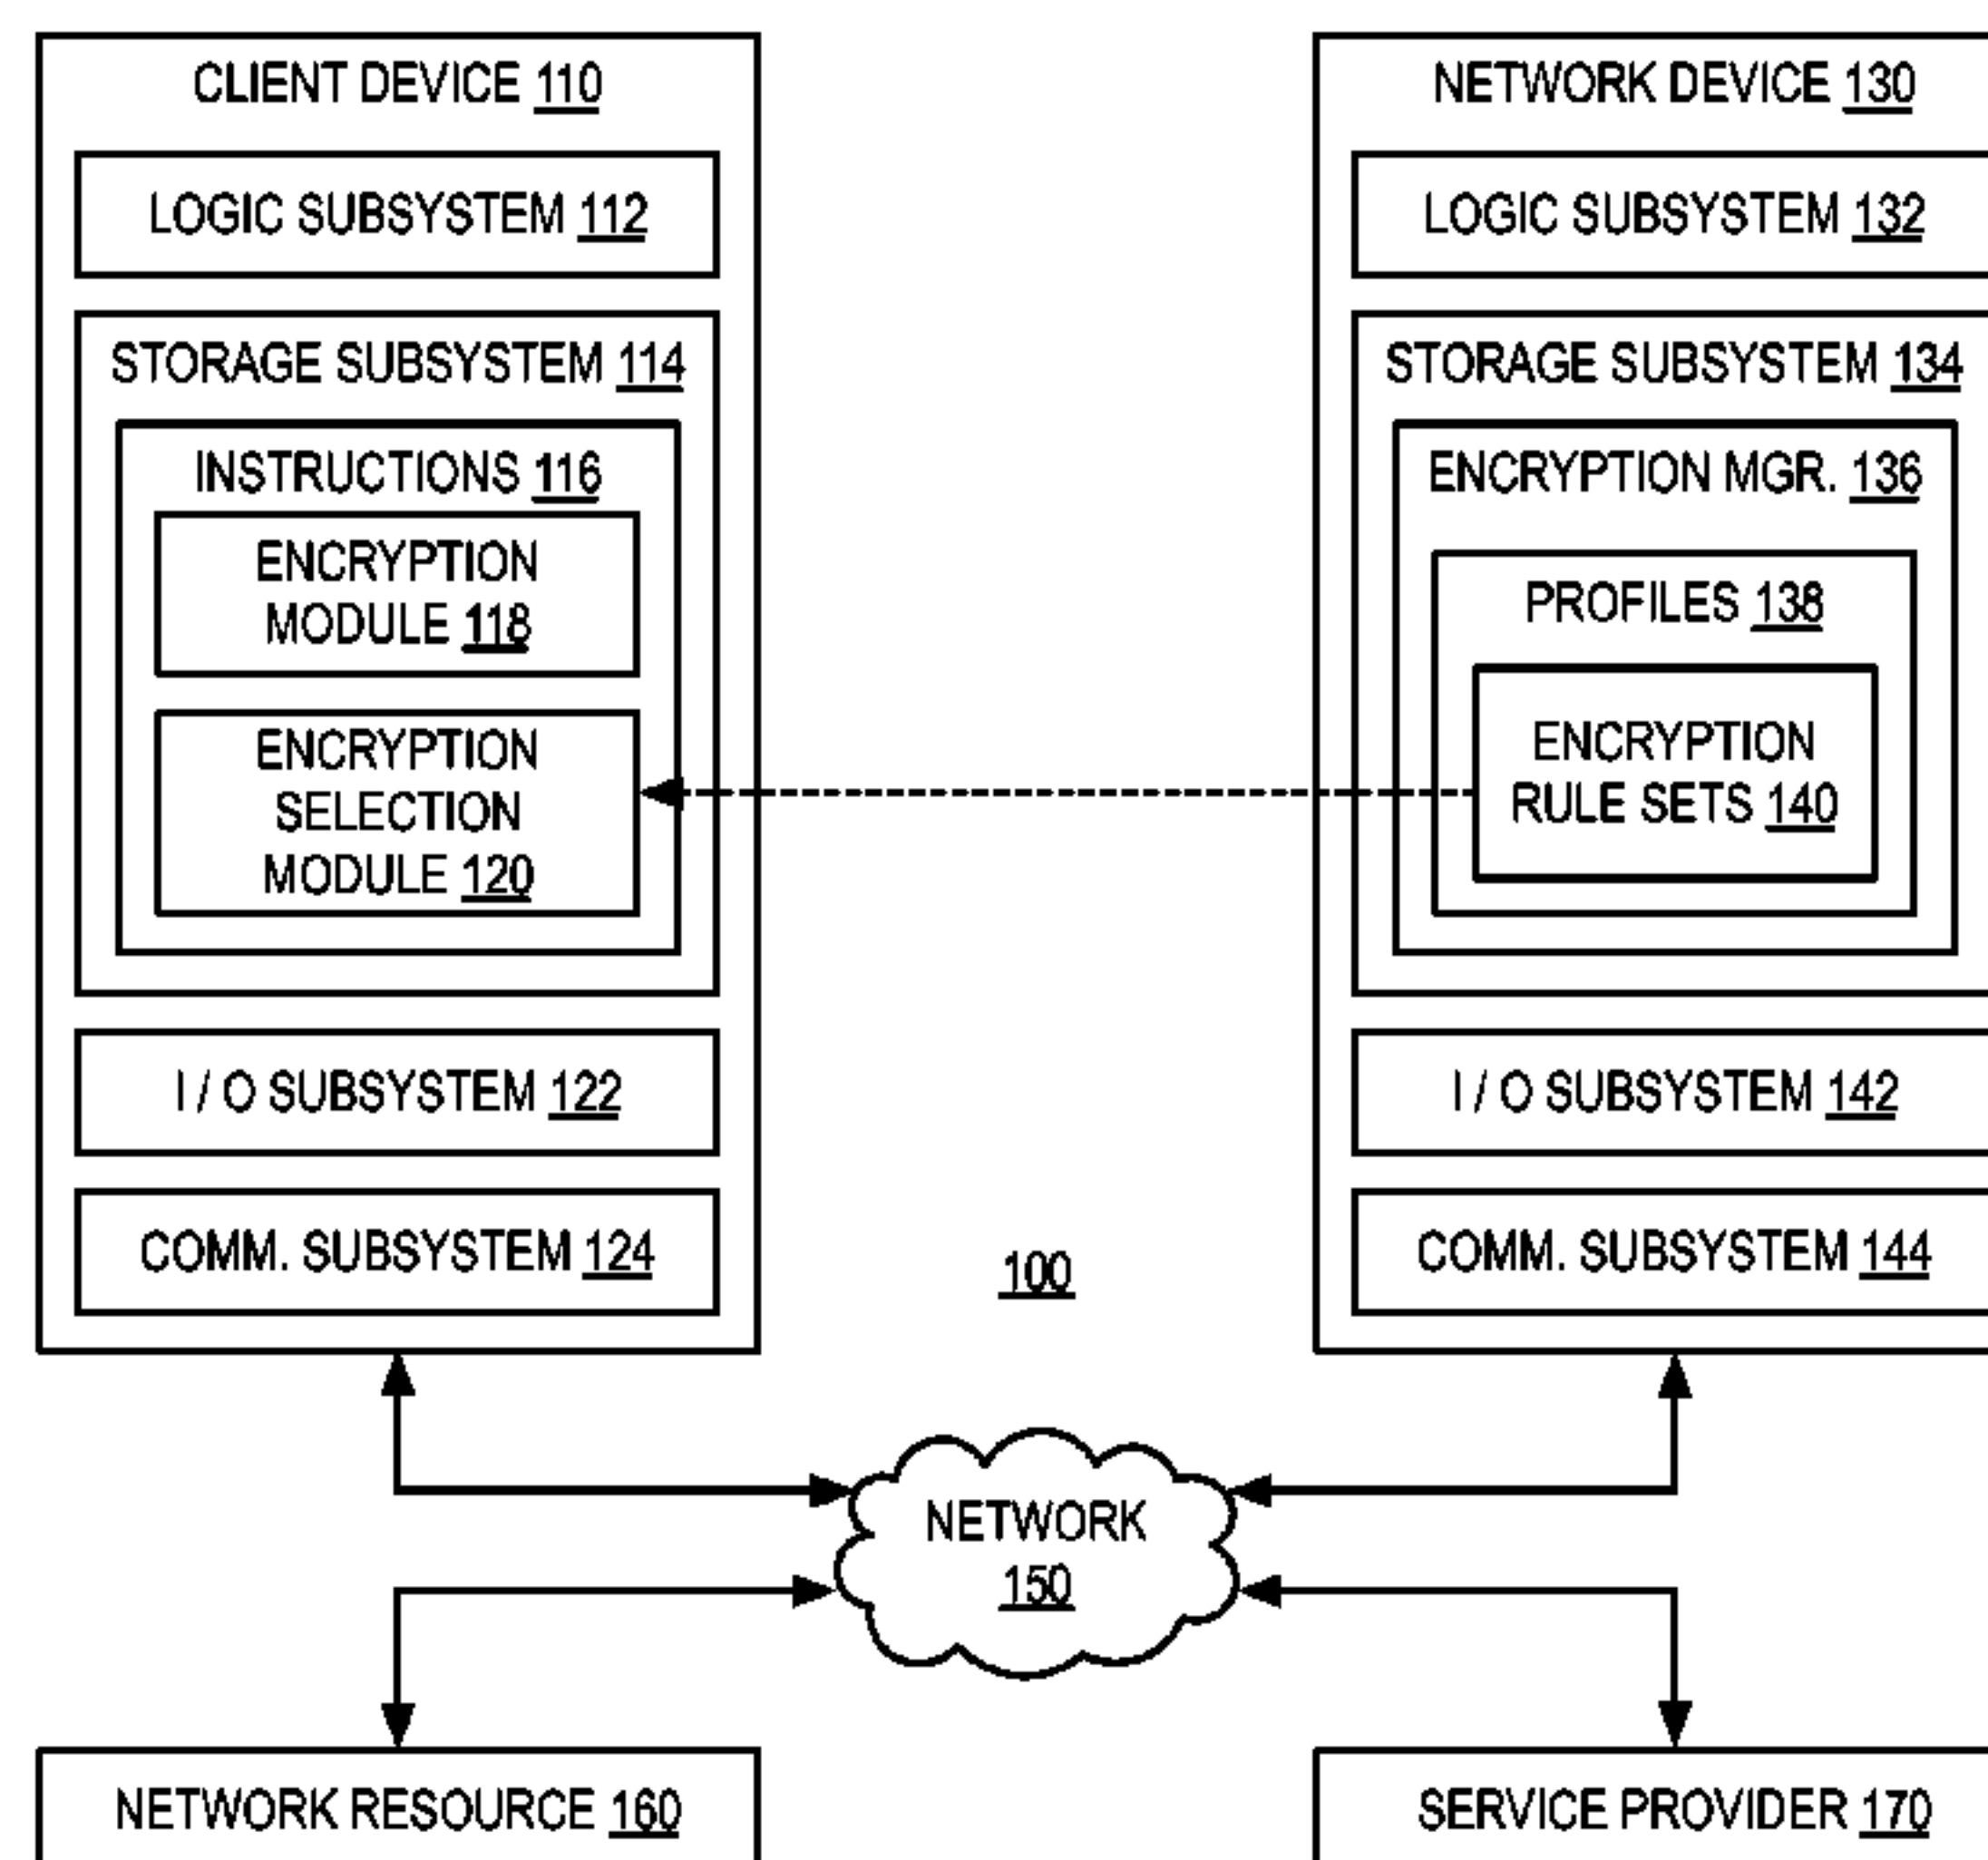 CLIENT DEVICE 110
LOGIC SUBSYSTEM 112
STORAGE SUBSYSTEM 114
INSTRUCTIONS 116
ENCRYPTION
MODULE 118
ENCRYPTION
SELECTION
MODULE 120
I / O SUBSYSTEM 122
COMM. SUBSYSTEM 124
NETWORK DEVICE 130
LOGIC SUBSYSTEM 132
STORAGE SUBSYSTEM 134
ENCRYPTION MGR. 136
PROFILES 138
ENCRYPTION
RULE SETS 140
I / O SUBSYSTEM 142
COMM. SUBSYSTEM 144
100
NETWORK
150
NETWORK RESOURCE 160
SERVICE PROVIDER 170